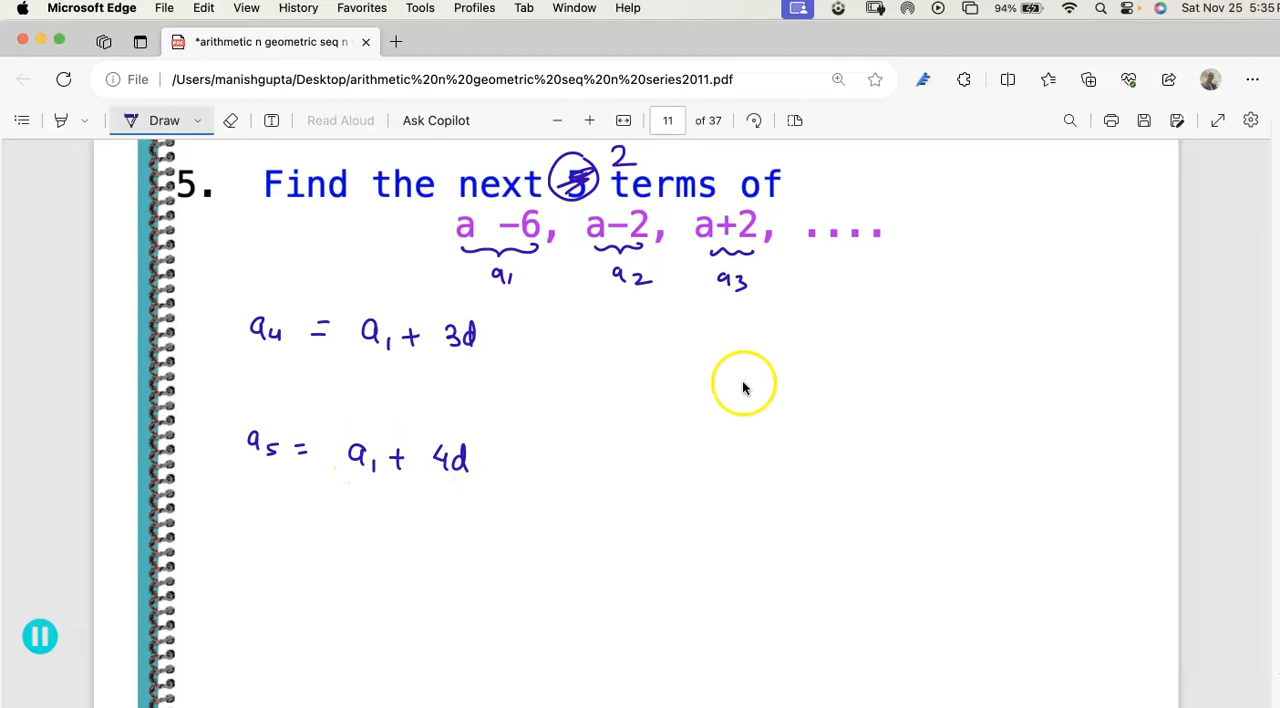 Microsoft Edge File Edit View History Favorites Tools Profiles Tab Window Help 94% Sat Nov 25 5:35
*arithmetic n geometric seq n
File /Users/manishgupta/Desktop/arithmetic%20n%20geometric%20seq%20n%20series2011.pdf
Draw Read Aloud Ask Copilot 11 of 37
2
5. Find the next terms of
a -6, a-2, a+2, ....
a1 a2 a3
a4 = a1 + 3d
a5 = a1 + 4d